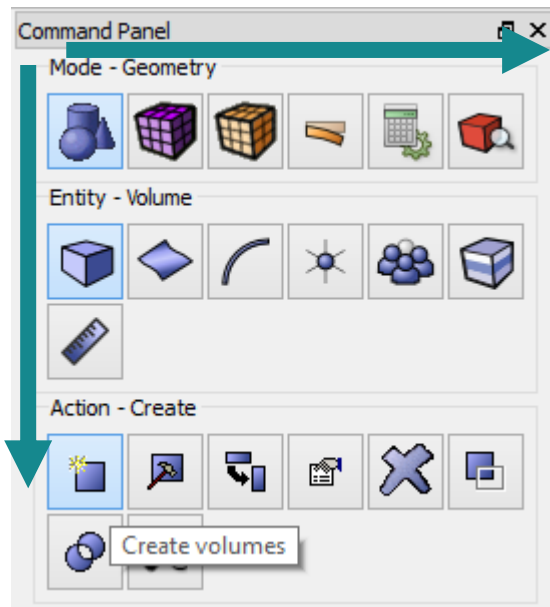 Command Panel
Mode - Geometry
Entity - Volume
Action - Create
Create volumes